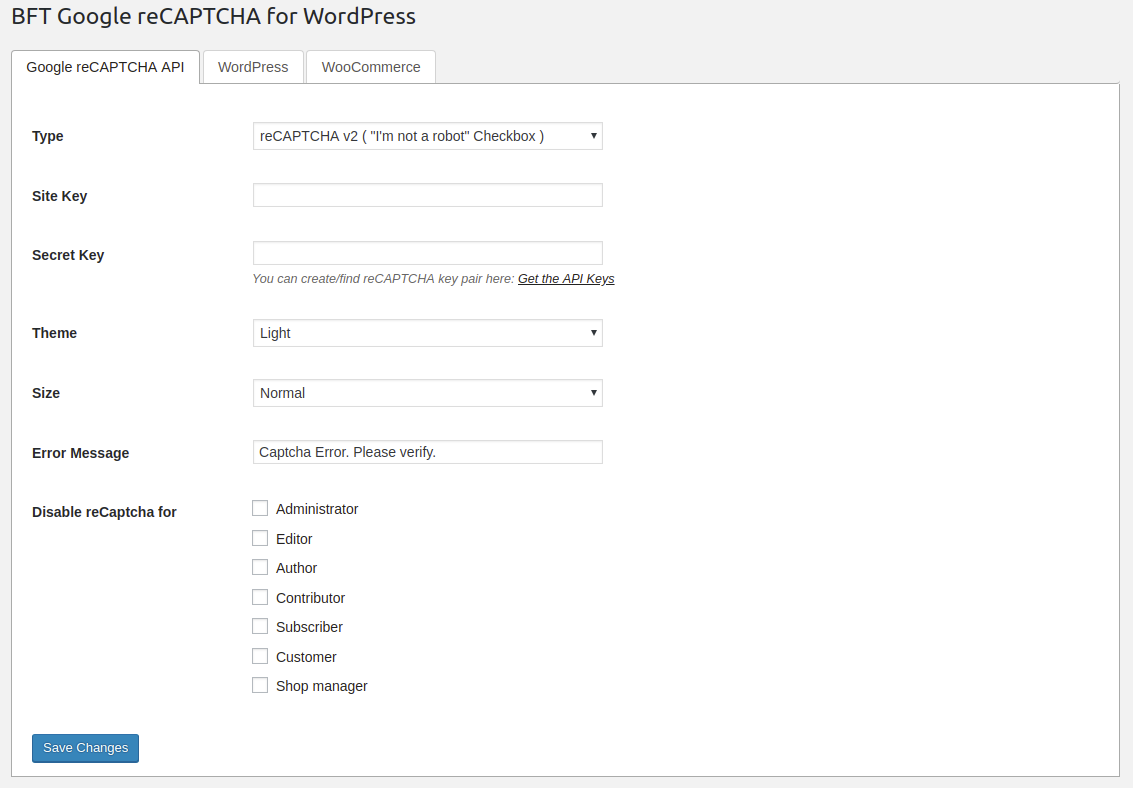 BFT Google reCAPTCHA for WordPress
Google reCAPTCHA API WordPress WooCommerce
Type reCAPTCHA v2 ( "I'm not a robot" Checkbox )
Site Key
Secret Key
You can create/find reCAPTCHA key pair here: Get the API Keys
Theme Light
Size Normal
Error Message Captcha Error. Please verify.
Disable reCaptcha for Administrator
Editor
Author
Contributor
Subscriber
Customer
Shop manager
Save Changes